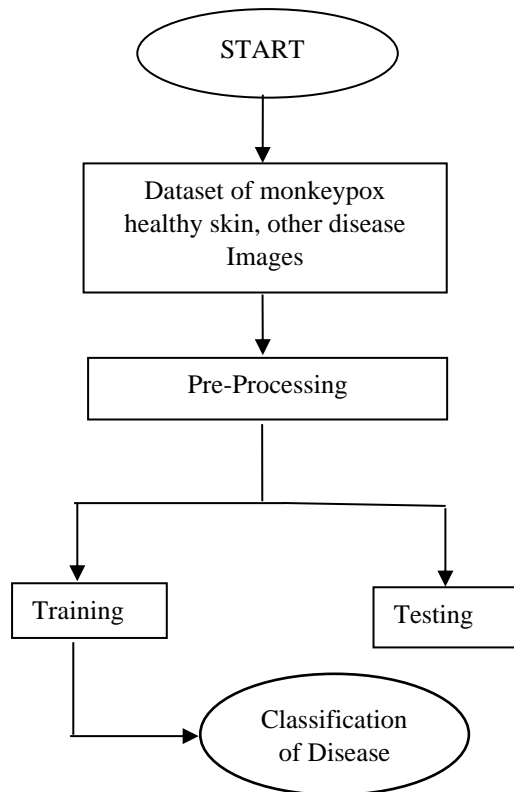 START
Dataset of monkeypox
healthy skin, other disease
Images
Pre-Processing
Training
Testing
Classification
of Disease